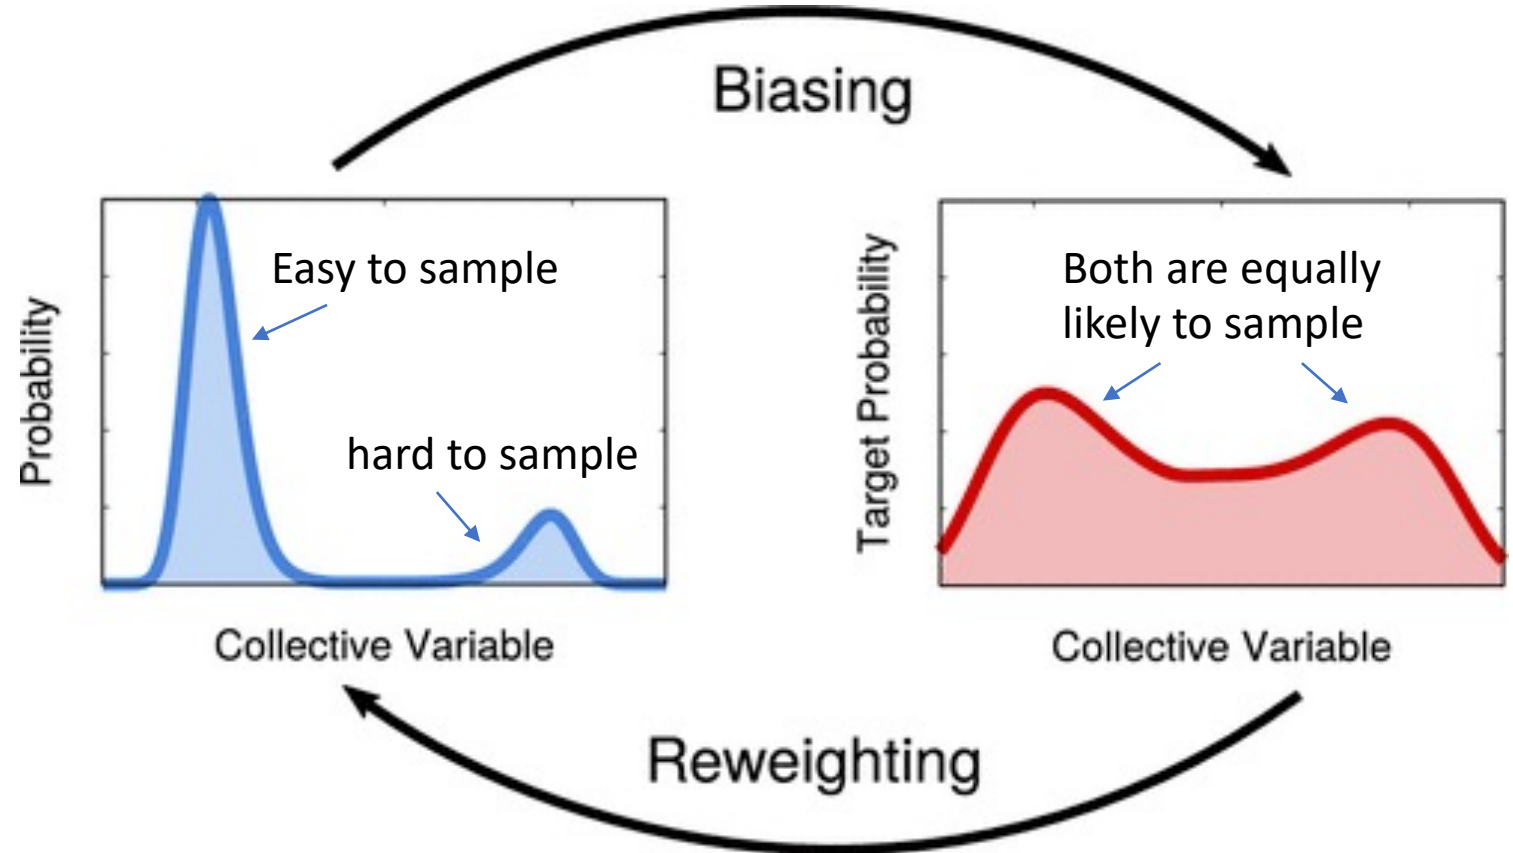 Biasing
Easy to sample
hard to sample
Probability
Collective Variable
Both are equally
likely to sample
Target Probability
Collective Variable
Reweighting